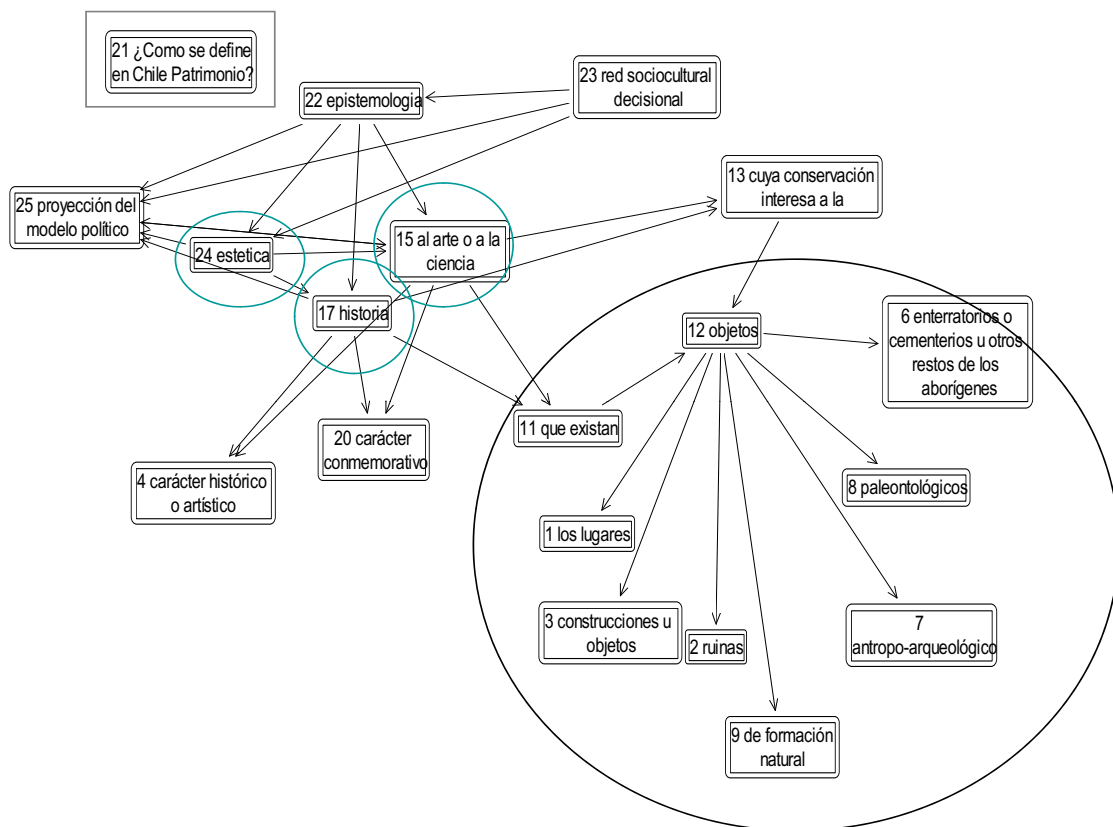 21 ¿Como se define
en Chile Patrimonio?
22 epistemologia
23 red sociocultural
decisional
25 proyección del
modelo político
24 estetica
15 al arte o a la
ciencia
13 cuya conservación
interesa a la
17 historia
12 objetos
6 enterratorios o
cementerios u otros
restos de los
aborígenes
11 que existan
20 carácter
conmemorativo
4 carácter histórico
o artístico
8 paleontológicos
1 los lugares
3 construcciones u
objetos
2 ruinas
7
antropo-arqueológico
9 de formación
natural